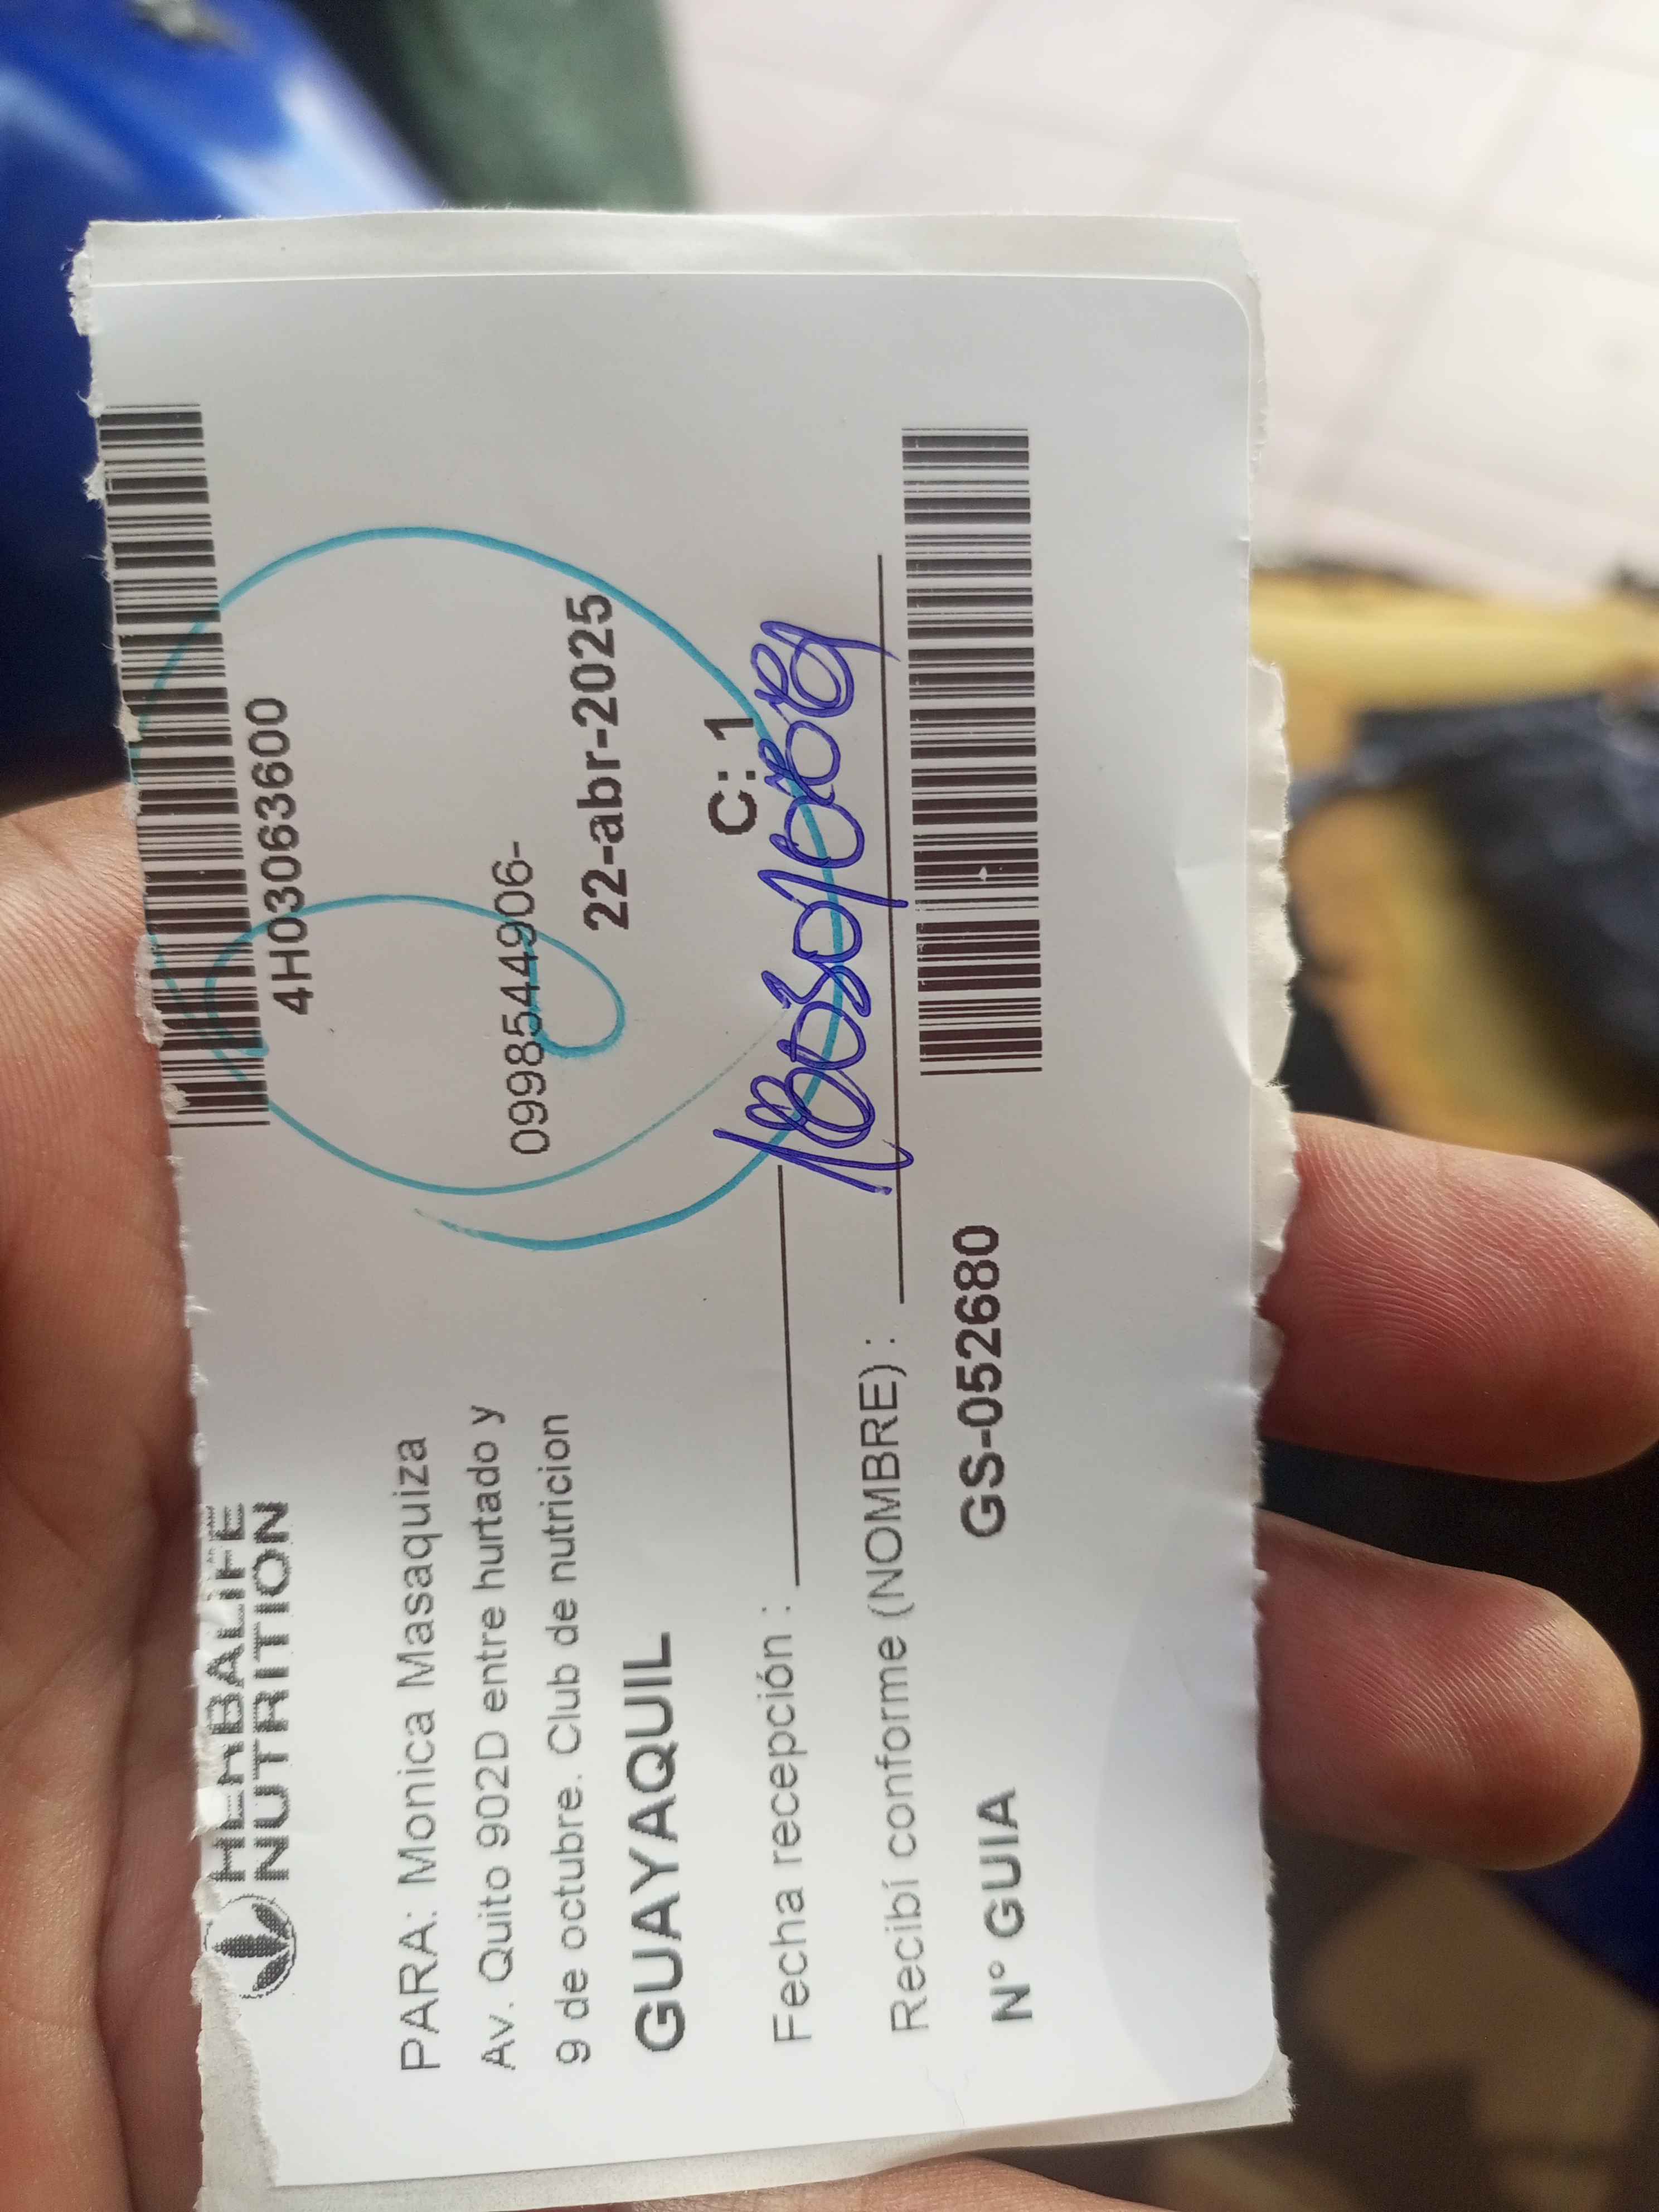 HERBALIFE
NUTRITION
4H03063600
PARA: Monica Masaquiza
Av. Quito 902D entre hurtado y
0998544906-
9 de octubre. Club de nutricion
GUAYAQUIL
22-abr-2025
C: 1
Fecha recepción :
Recibí conforme (NOMBRE) :
N° GUIA
GS-052680